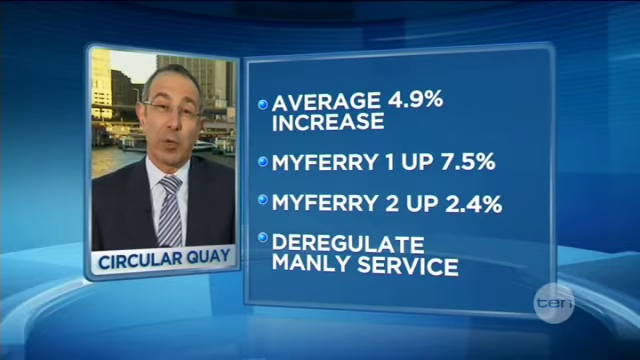 AVERAGE 4.9%
INCREASE
MYFERRY 1 UP 7.5%
MYFERRY 2 UP 2.4%
DEREGULATE
MANLY SERVICE
CIRCULAR QUAY
ten